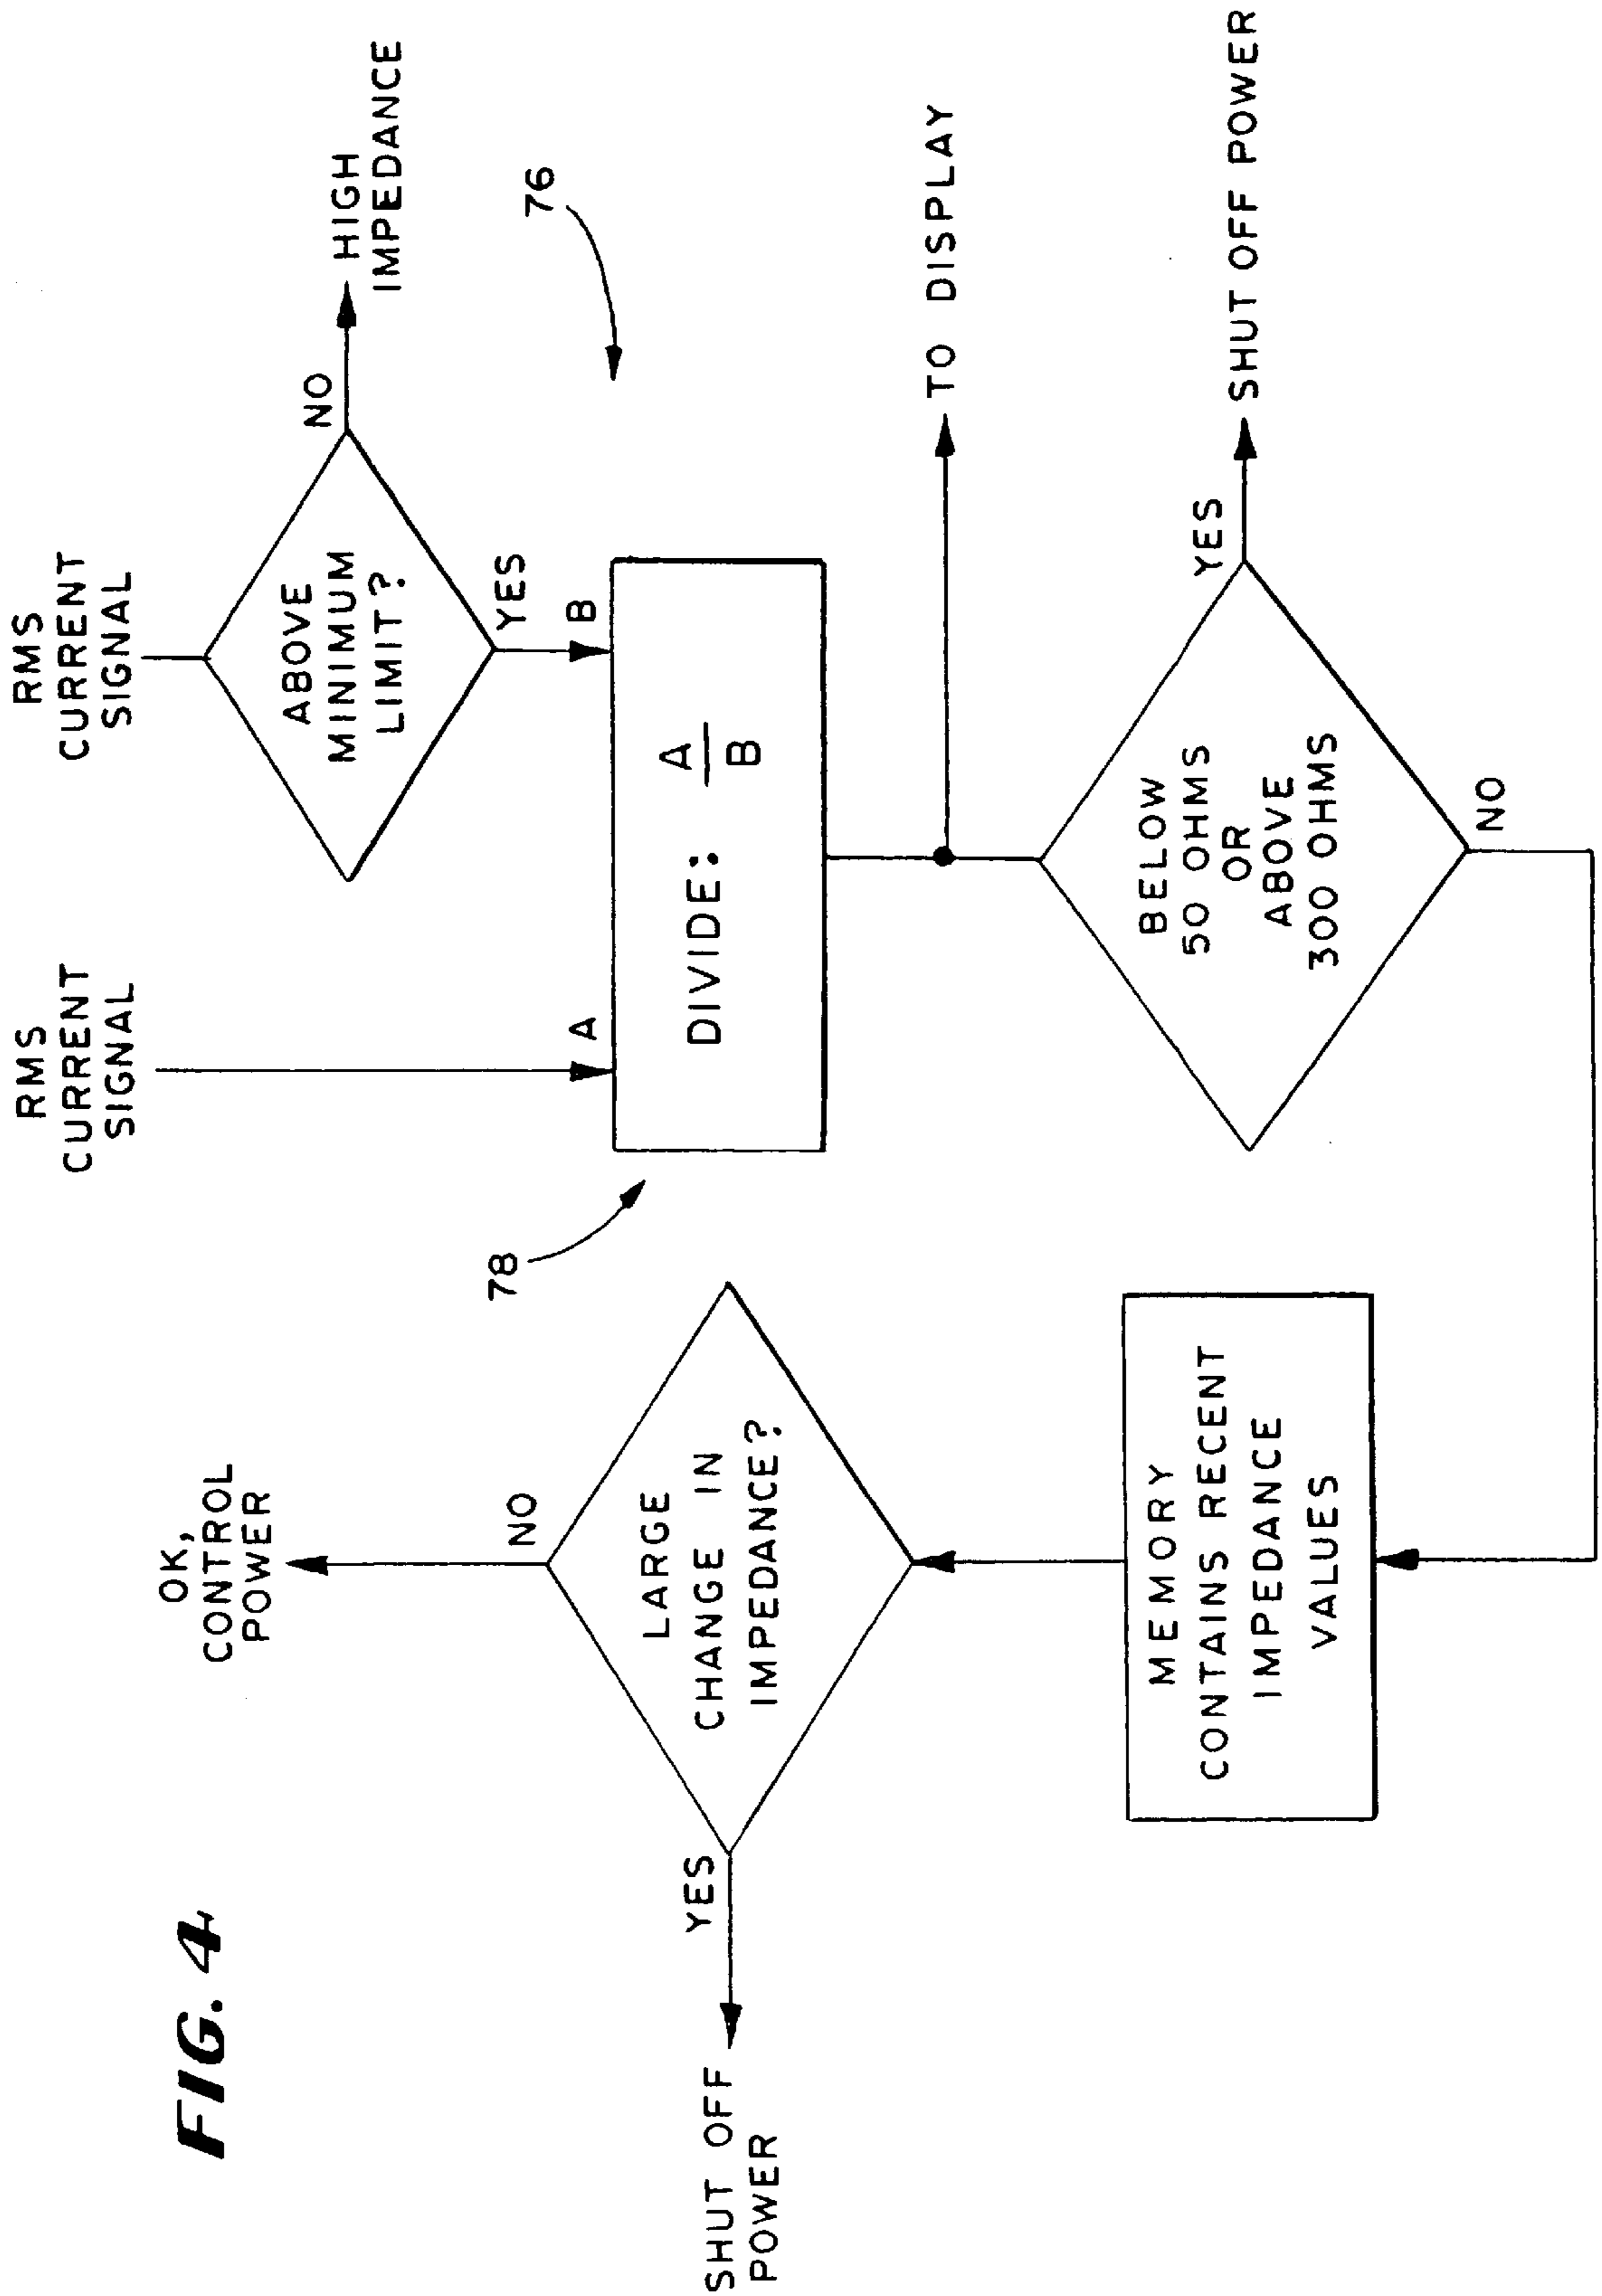 FIG. 4
RMS
CURRENT
SIGNAL
RMS
CURRENT
SIGNAL
ABOVE
MINIMUM
LIMIT?
NO
HIGH
IMPEDANCE
YES
A
B
76
78
DIVIDE: A
B
TO DISPLAY
BELOW
50 OHMS
OR
ABOVE
300 OHMS
YES
SHUT OFF POWER
NO
MEMORY
CONTAINS RECENT
IMPEDANCE
VALUES
LARGE
CHANGE IN
IMPEDANCE?
NO
OK,
CONTROL
POWER
YES
SHUT OFF
POWER